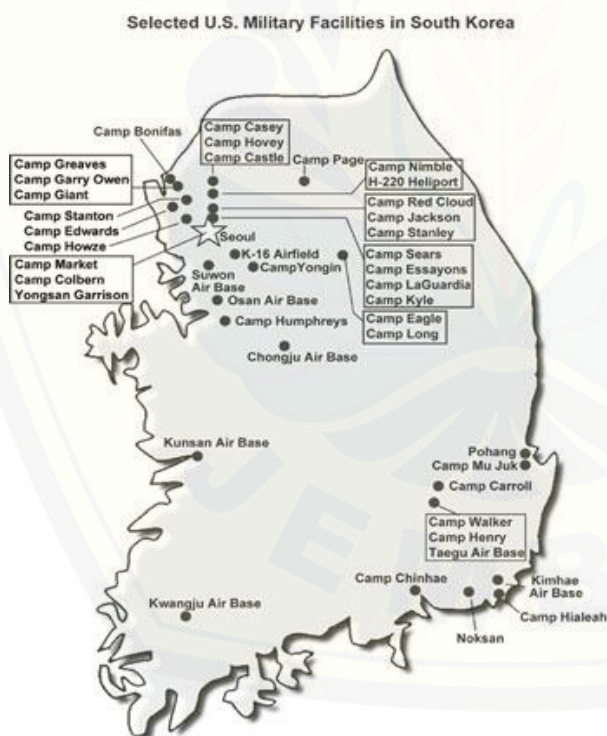 Selected U.S. Military Facilities in South Korea
Camp Bonifas
Camp Greaves
Camp Garry Owen
Camp Giant
Camp Stanton
Camp Edwards
Camp Howze
Camp Market
Camp Colbern
Yongsan Garrison
Camp Casey
Camp Hovey
Camp Castle
Camp Page
Camp Nimble
H-220 Heliport
Camp Red Cloud
Camp Jackson
Camp Stanley
Seoul
K-16 Airfield
CampYongin
Suwon
Air Base
Camp Sears
Camp Essayons
Camp LaGuardia
Camp Kyle
Camp Eagle
Camp Long
Osan Air Base
Camp Humphreys
Chongju Air Base
Kunsan Air Base
Pohang
Camp Mu Juk
Camp Carroll
Camp Walker
Camp Henry
Taegu Air Base
Camp Chinhae
Kimhae
Air Base
Camp Hialeah
Noksan
Kwangju Air Base